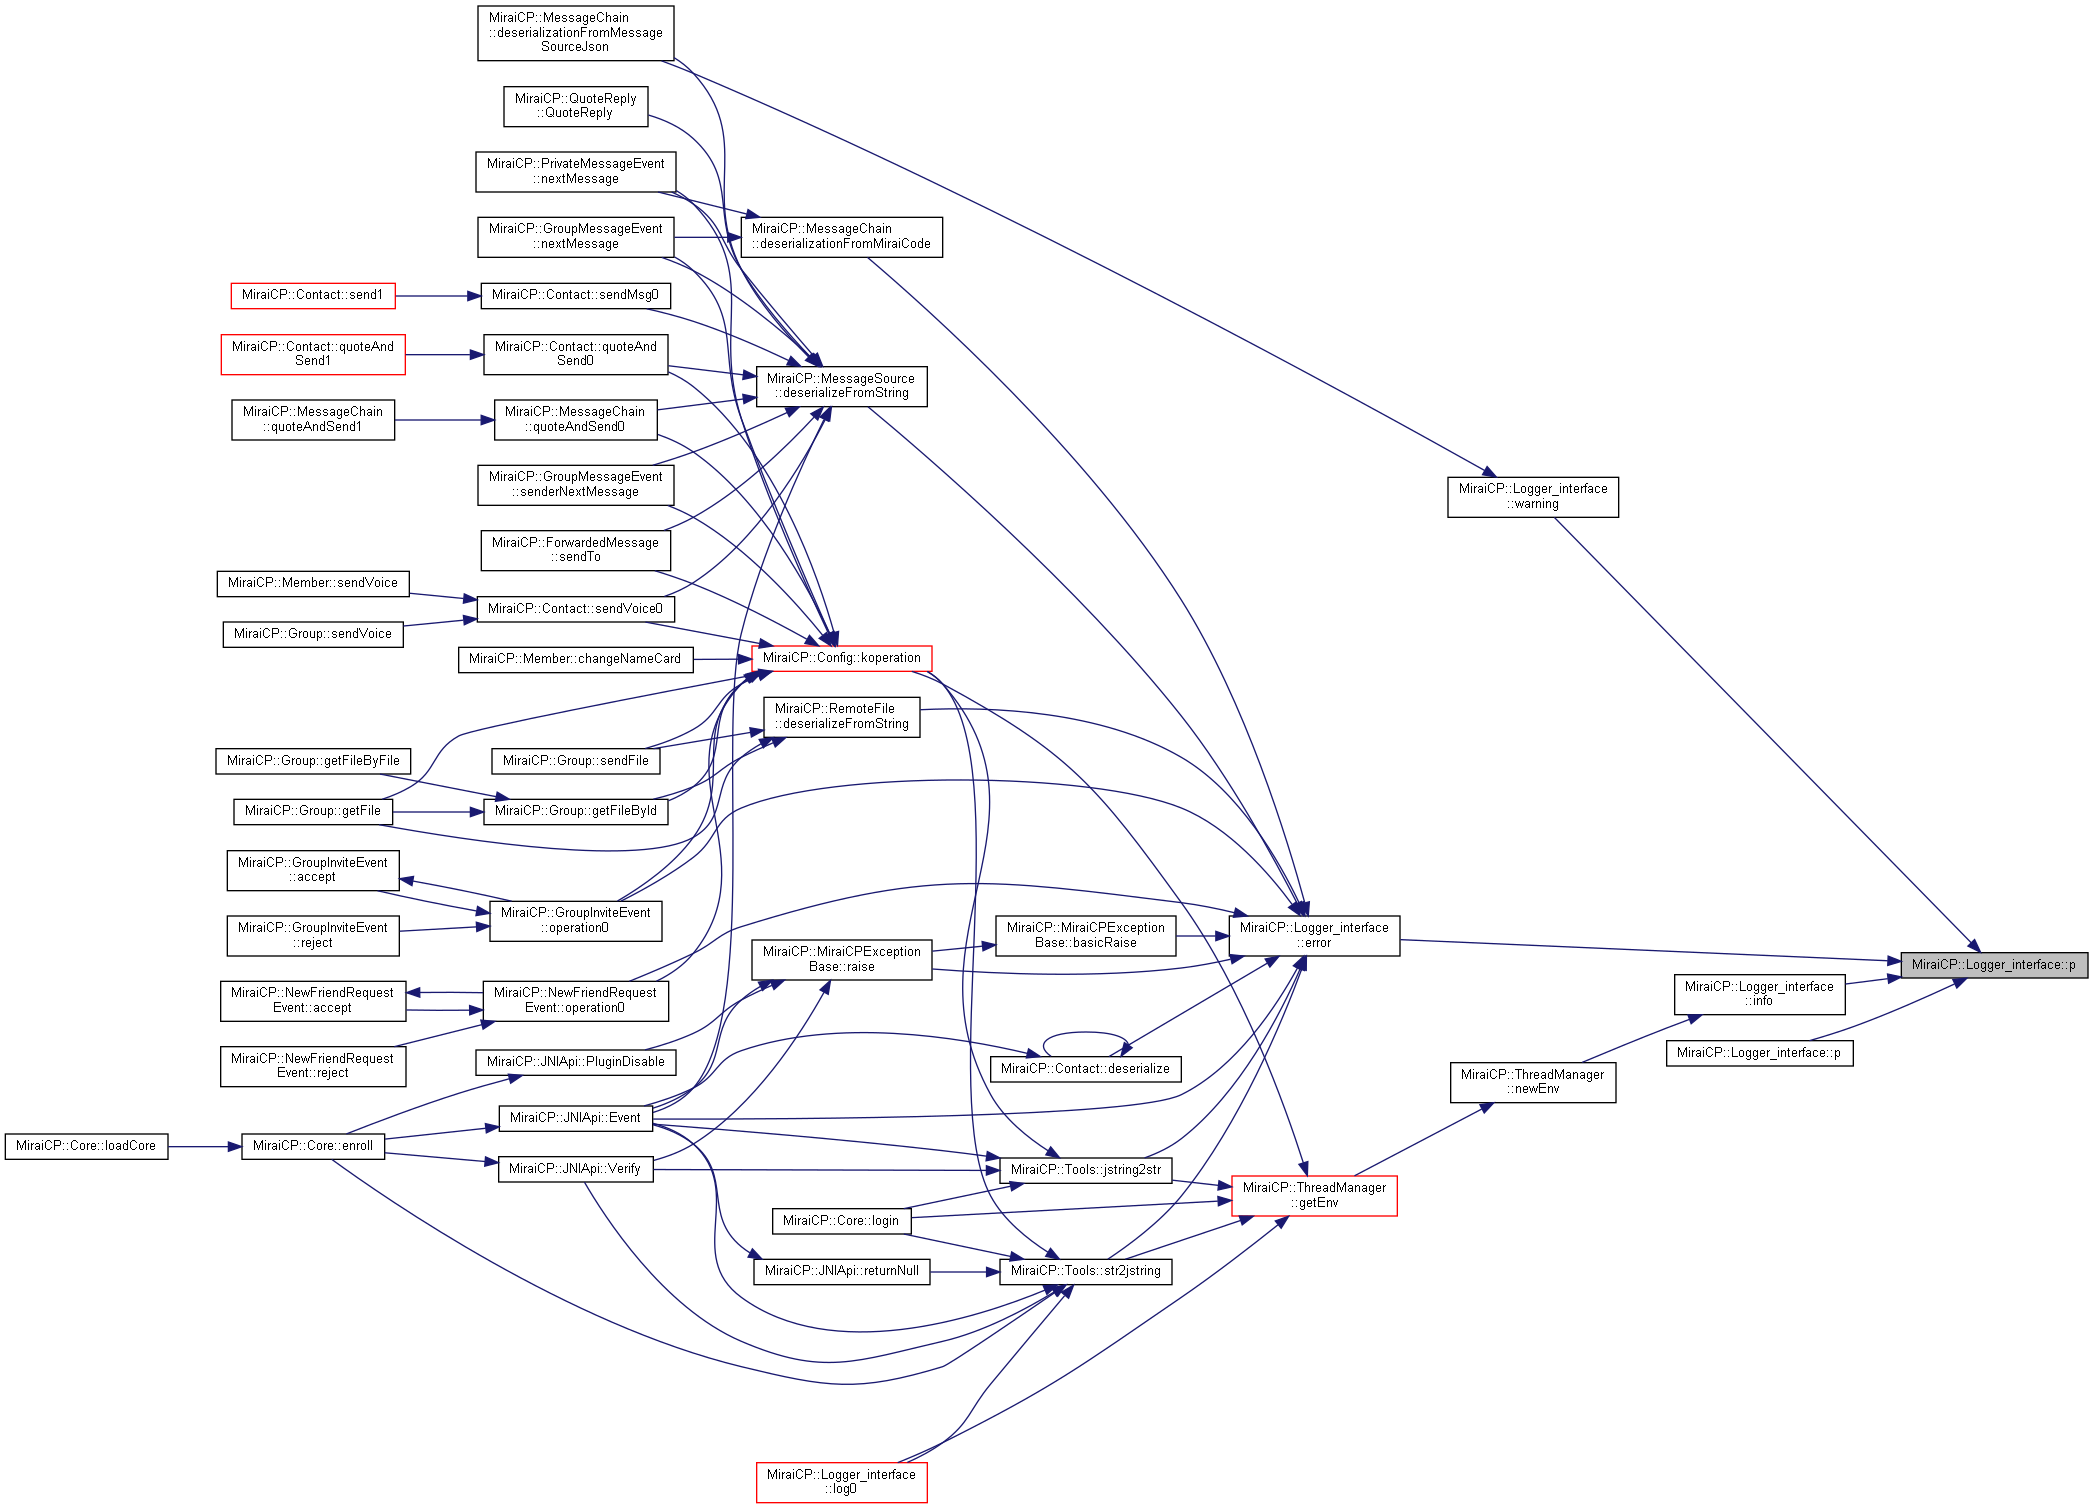 MiraiCP::MessageChain
::deserializationFromMessage
SourceJson
MiraiCP::QuoteReply
::QuoteReply
MiraiCP::PrivateMessageEvent
::nextMessage
MiraiCP::GroupMessageEvent
::nextMessage
MiraiCP::MessageChain
::deserializationFromMiraiCode
MiraiCP::Contact::send1
MiraiCP::Contact::sendMsg0
MiraiCP::Contact::quoteAnd
Send1
MiraiCP::Contact::quoteAnd
Send0
MiraiCP::MessageSource
::deserializeFromString
MiraiCP::MessageChain
::quoteAndSend1
MiraiCP::MessageChain
::quoteAndSend0
MiraiCP::GroupMessageEvent
::senderNextMessage
MiraiCP::Logger_interface
::warning
MiraiCP::ForwardedMessage
::sendTo
MiraiCP::Member::sendVoice
MiraiCP::Contact::sendVoice0
MiraiCP::Group::sendVoice
MiraiCP::Member::changeNameCard
MiraiCP::Config::koperation
MiraiCP::RemoteFile
::deserializeFromString
MiraiCP::Group::getFileByFile
MiraiCP::Group::sendFile
MiraiCP::Group::getFile
MiraiCP::Group::getFileById
MiraiCP::GroupInviteEvent
::accept
MiraiCP::GroupInviteEvent
::operation0
MiraiCP::GroupInviteEvent
::reject
MiraiCP::MiraiCPException
Base::raise
MiraiCP::MiraiCPException
Base::basicRaise
MiraiCP::Logger_interface
::error
MiraiCP::Logger_interface::p
MiraiCP::NewFriendRequest
Event::accept
MiraiCP::NewFriendRequest
Event::operation0
MiraiCP::Logger_interface
::info
MiraiCP::NewFriendRequest
Event::reject
MiraiCP::JNIApi::PluginDisable
MiraiCP::Contact::deserialize
MiraiCP::Logger_interface::p
MiraiCP::ThreadManager
::newEnv
MiraiCP::JNIApi::Event
MiraiCP::Core::loadCore
MiraiCP::Core::enroll
MiraiCP::JNIApi::Verify
MiraiCP::Tools::jstring2str
MiraiCP::ThreadManager
::getEnv
MiraiCP::Core::login
MiraiCP::JNIApi::returnNull
MiraiCP::Tools::str2jstring
MiraiCP::Logger_interface
::log0